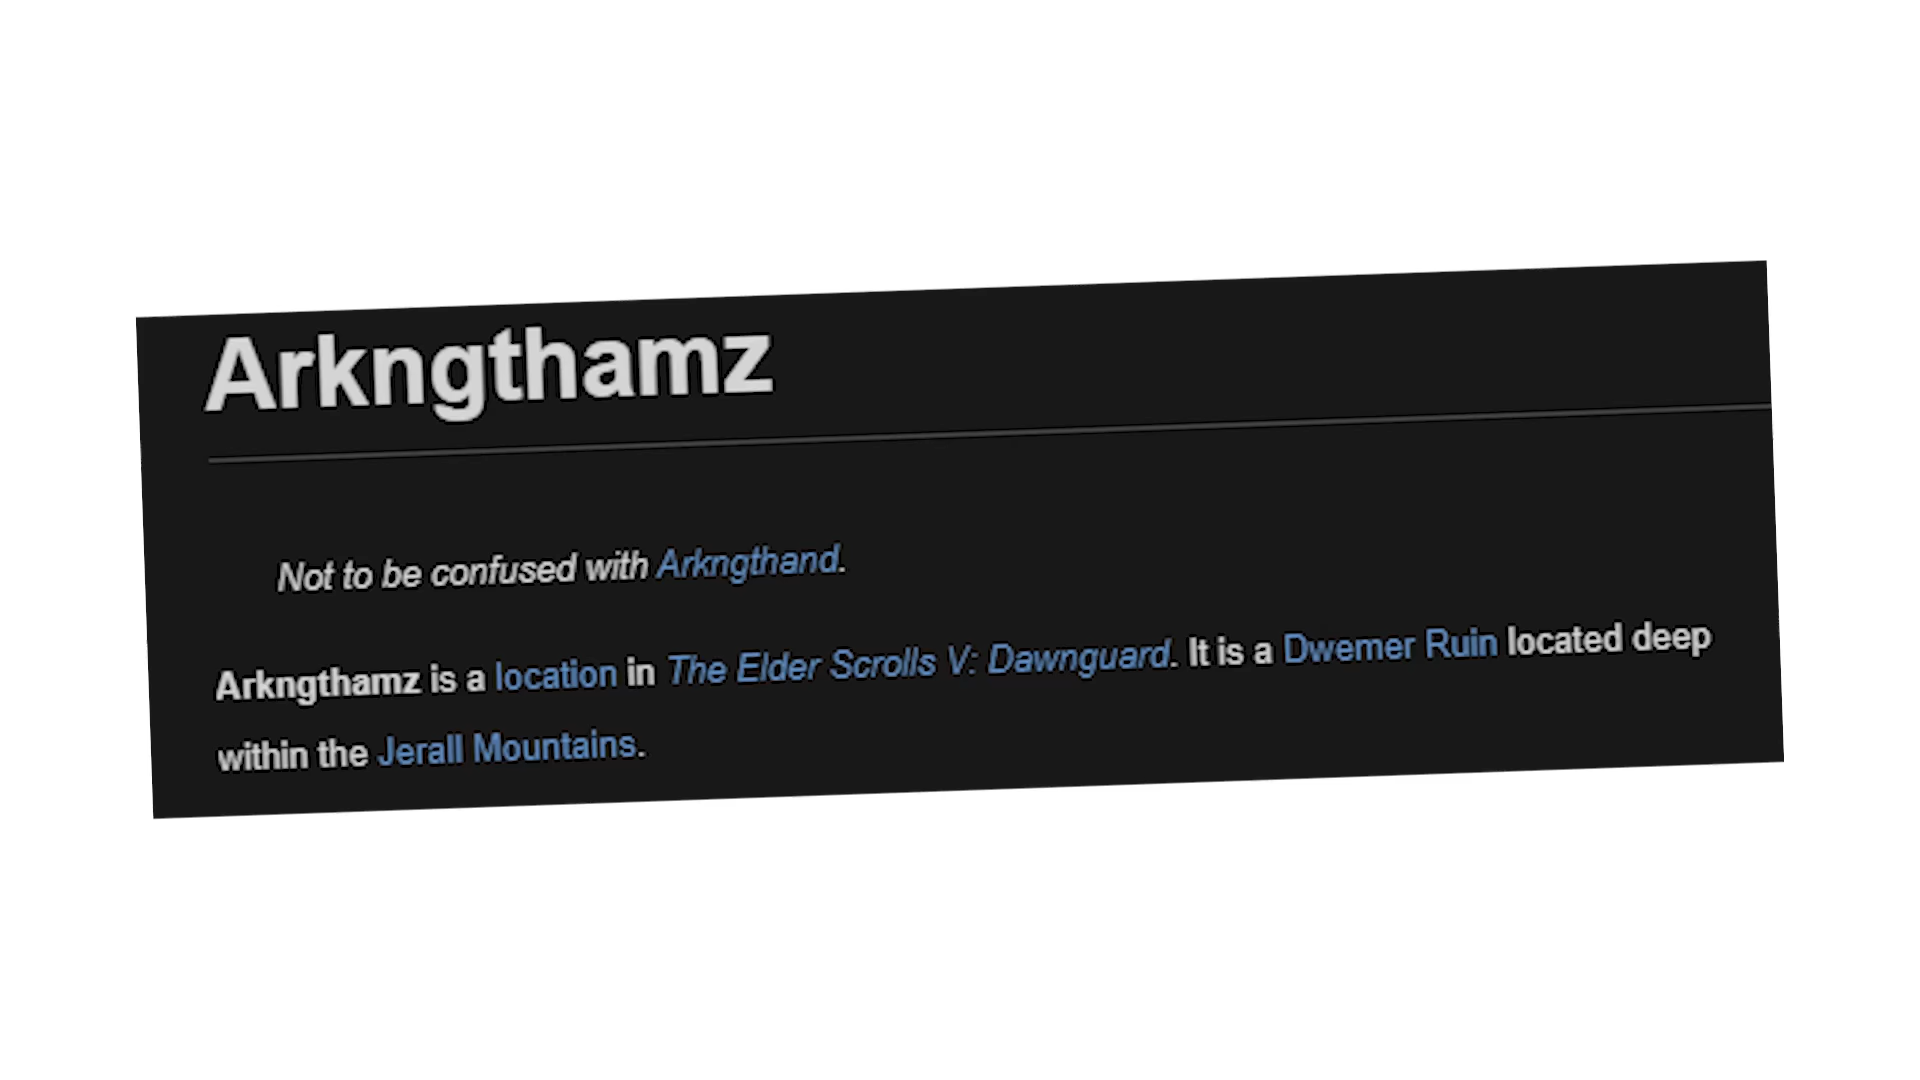 Arkngthamz
Not to be confused with Arkngthand.
Arkngthamz is a location in The Elder Scrolls V: Dawnguard. It is a Dwemer Ruin located deep
within the Jerall Mountains.